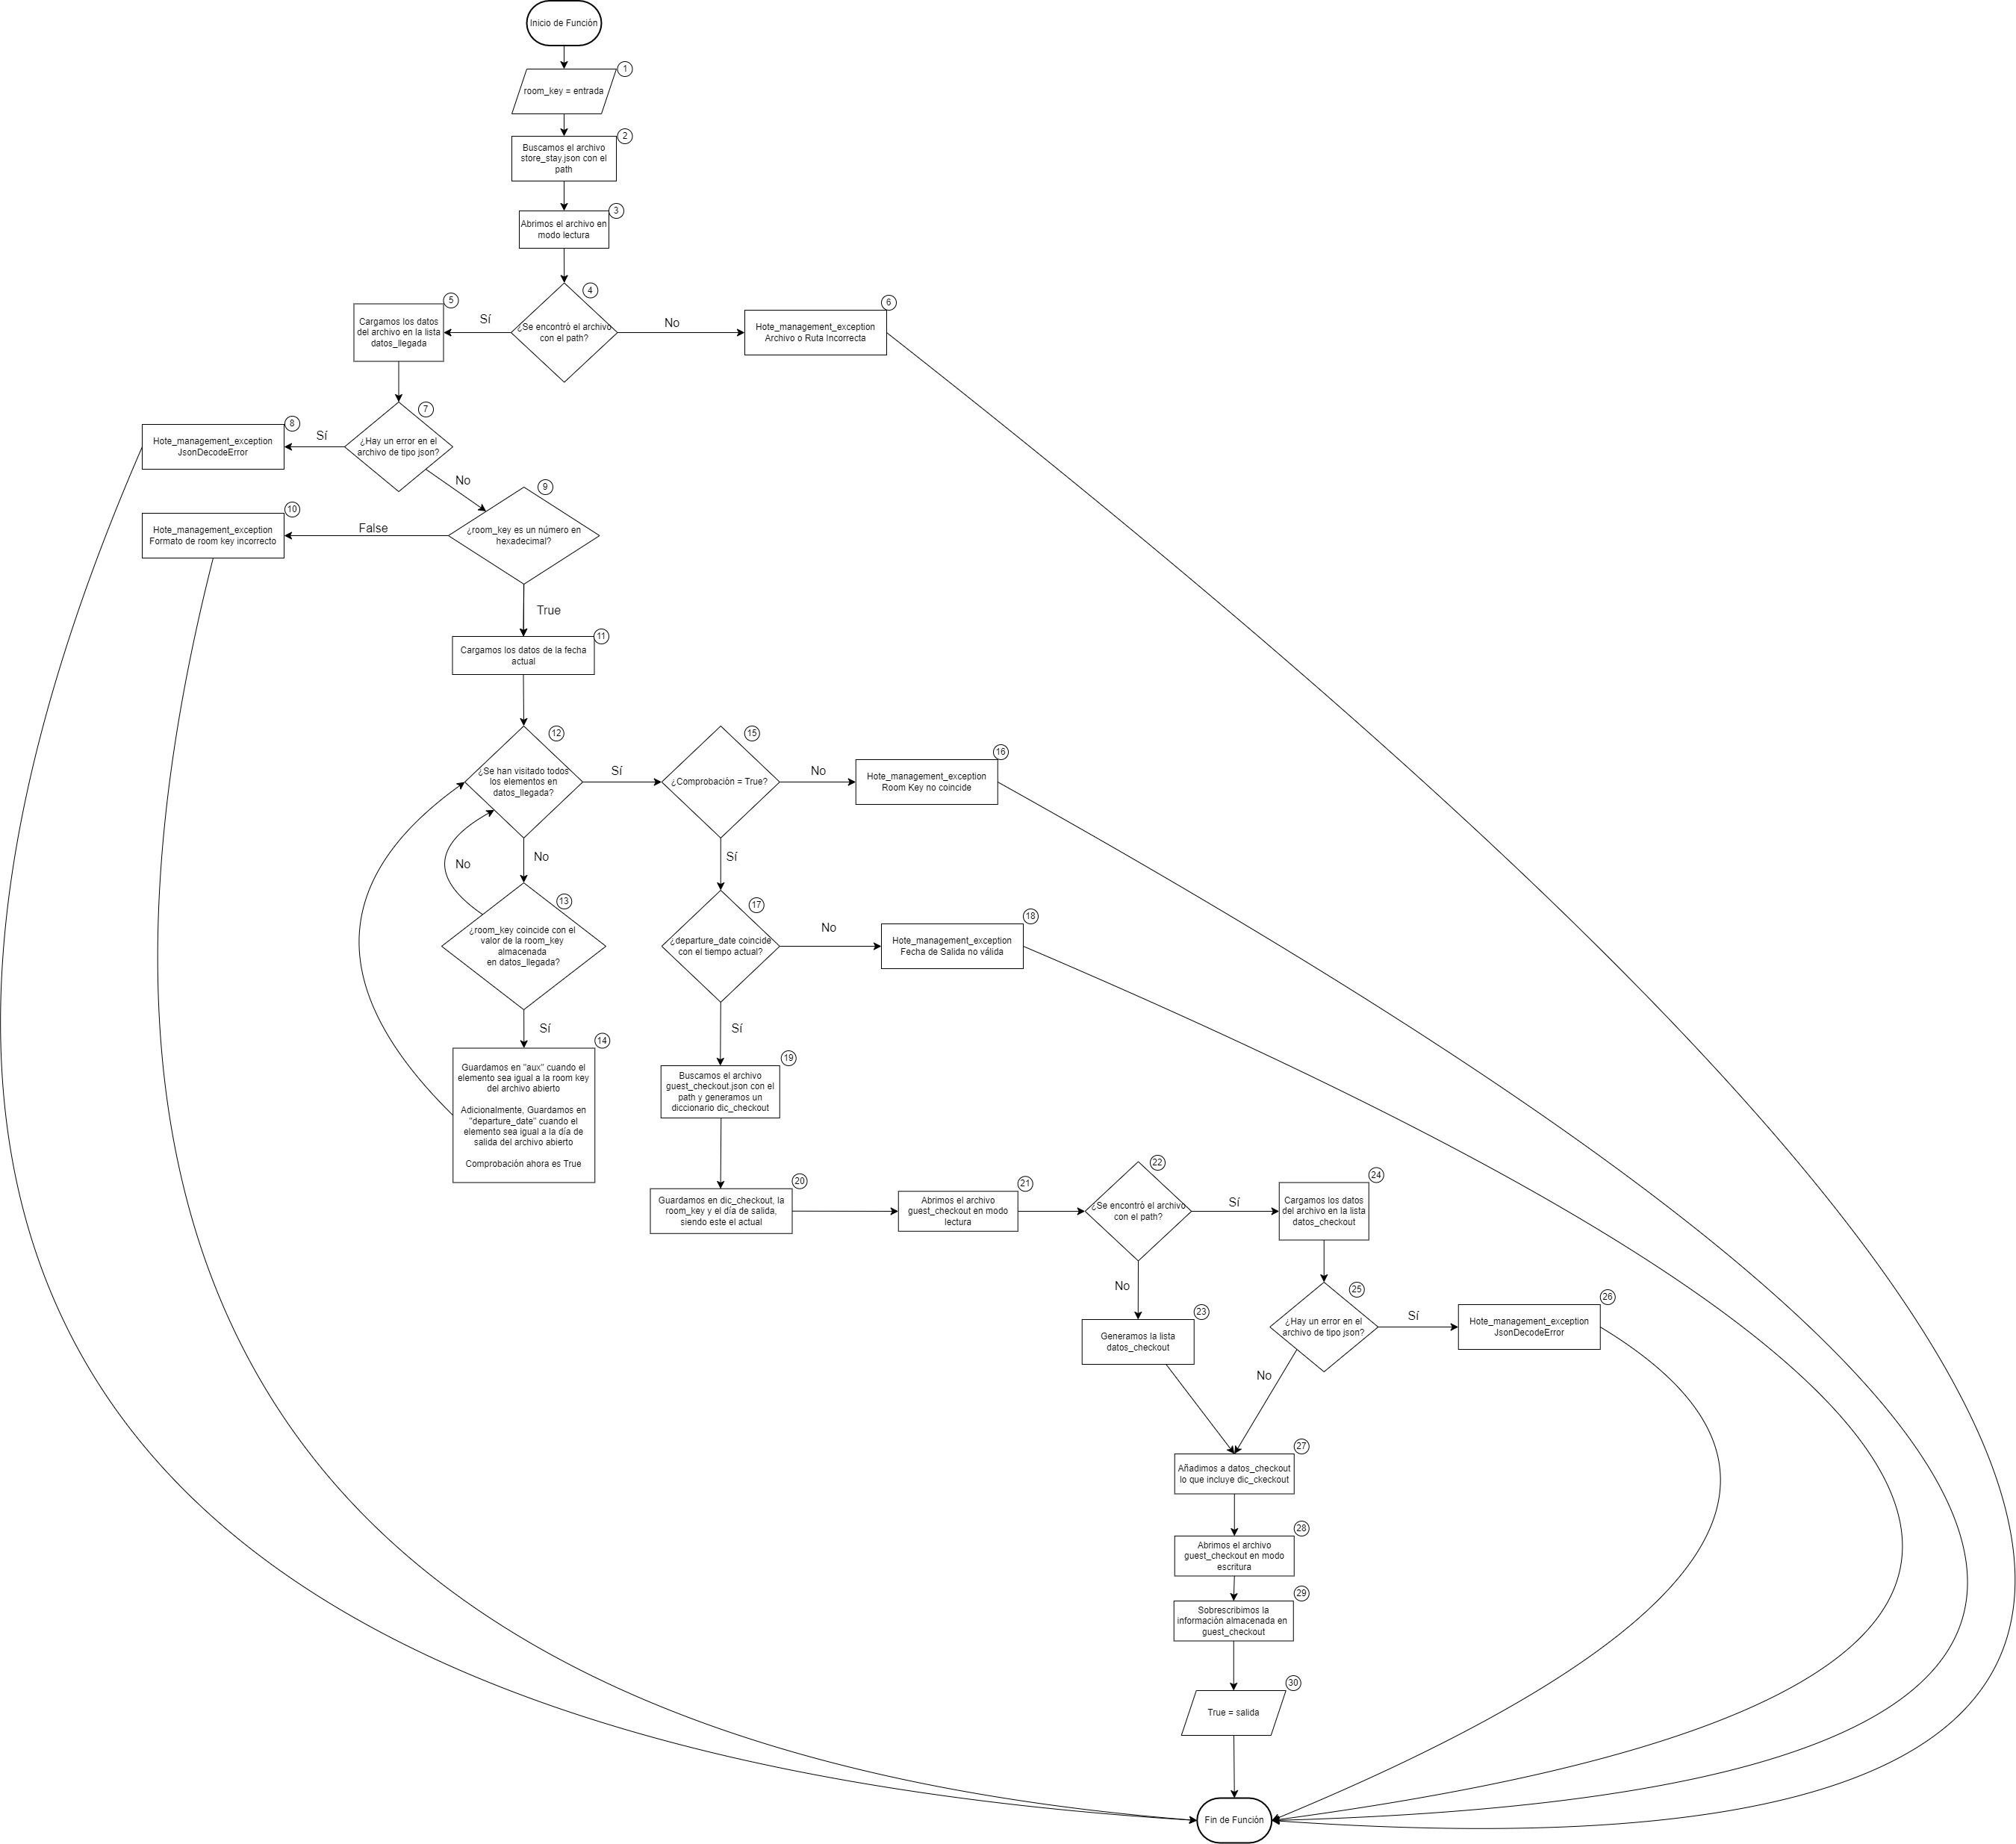 Inicio de Función
1
room_key = entrada
2
Buscamos el archivo
store_stay.json con el
path
3
Abrimos el archivo en
modo lectura
4
¿Se encontró el archivo
con el path?
Sí
No
5
Cargamos los datos
del archivo en la lista
datos_llegada
6
Hote_management_exception
Archivo o Ruta Incorrecta
7
¿Hay un error en el
archivo de tipo json?
Sí
No
8
Hote_management_exception
JsonDecodeError
9
¿room_key es un número en
hexadecimal?
False
True
10
Hote_management_exception
Formato de room key incorrecto
11
Cargamos los datos de la fecha
actual
12
¿Se han visitado todos
los elementos en
datos_llegada?
Sí
No
13
¿room_key coincide con el
valor de la room_key
almacenada
en datos_llegada?
No
Sí
14
Guardamos en "aux" cuando el
elemento sea igual a la room key
del archivo abierto
Adicionalmente, Guardamos en
"departure_date" cuando el
elemento sea igual a la día de
salida del archivo abierto
Comprobación ahora es True
15
¿Comprobación = True?
No
Sí
16
Hote_management_exception
Room Key no coincide
17
¿departure_date coincide
con el tiempo actual?
No
Sí
18
Hote_management_exception
Fecha de Salida no válida
19
Buscamos el archivo
guest_checkout.json con el
path y generamos un
diccionario dic_checkout
20
Guardamos en dic_checkout, la
room_key y el día de salida,
siendo este el actual
21
Abrimos el archivo
guest_checkout en modo
lectura
22
¿Se encontró el archivo
con el path?
Sí
No
23
Generamos la lista
datos_checkout
24
Cargamos los datos
del archivo en la lista
datos_checkout
25
¿Hay un error en el
archivo de tipo json?
Sí
No
26
Hote_management_exception
JsonDecodeError
27
Añadimos a datos_checkout
lo que incluye dic_ckeckout
28
Abrimos el archivo
guest_checkout en modo
escritura
29
Sobrescribimos la
información almacenada en
guest_checkout
30
True = salida
Fin de Función